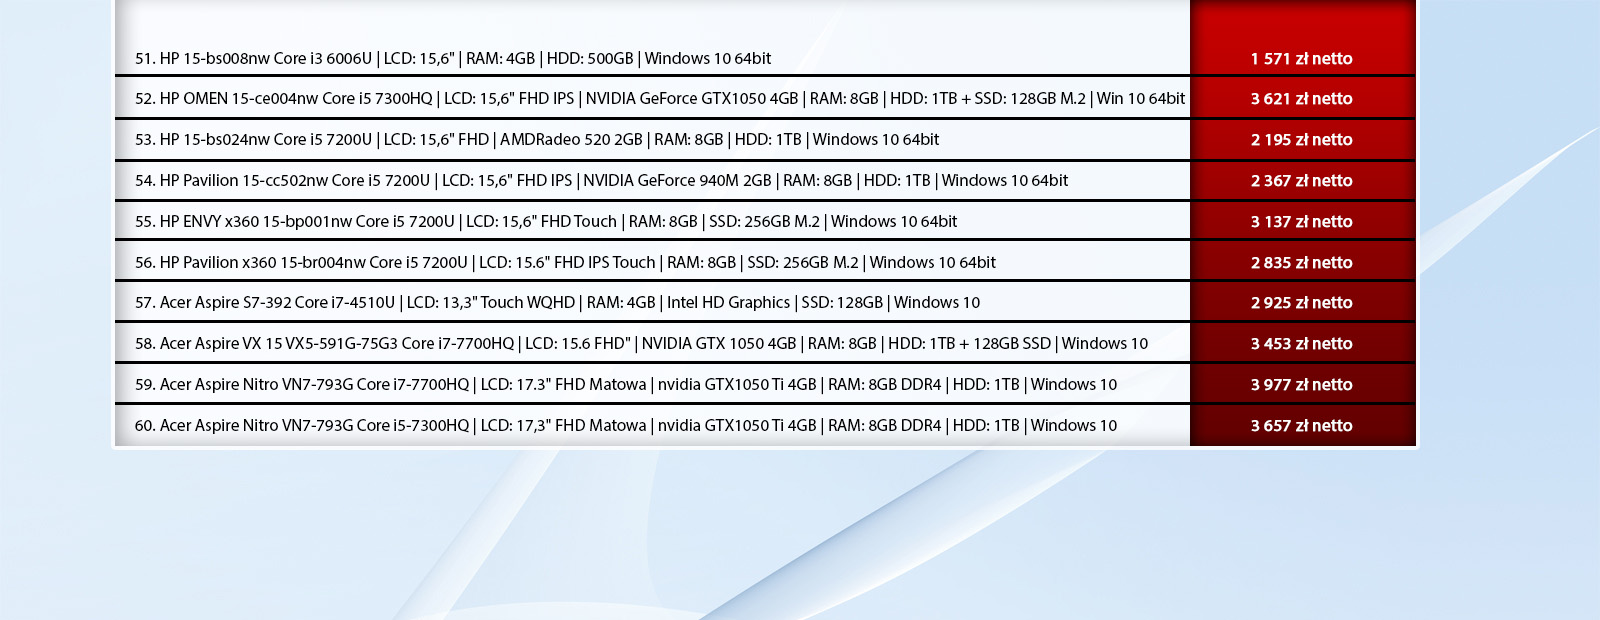 51. HP 15-bs008nw Core i3 6006U | LCD: 15,6" | RAM: 4GB | HDD: 500GB | Windows 10 64bit 1 571 zł netto
52. HP OMEN 15-ce004nw Core i5 7300HQ | LCD: 15,6" FHD IPS | NVIDIA GeForce GTX1050 4GB | RAM: 8GB | HDD: 1TB + SSD: 128GB M.2 | Win 10 64bit 3 621 zł netto
53. HP 15-bs024nw Core i5 7200U | LCD: 15,6" FHD | AMDRadeo 520 2GB | RAM: 8GB | HDD: 1TB | Windows 10 64bit 2 195 zł netto
54. HP Pavilion 15-cc502nw Core i5 7200U | LCD: 15,6" FHD IPS | NVIDIA GeForce 940M 2GB | RAM: 8GB | HDD: 1TB | Windows 10 64bit 2 367 zł netto
55. HP ENVY x360 15-bp001nw Core i5 7200U | LCD: 15,6" FHD Touch | RAM: 8GB | SSD: 256GB M.2 | Windows 10 64bit 3 137 zł netto
56. HP Pavilion x360 15-br004nw Core i5 7200U | LCD: 15.6" FHD IPS Touch | RAM: 8GB | SSD: 256GB M.2 | Windows 10 64bit 2 835 zł netto
57. Acer Aspire S7-392 Core i7-4510U | LCD: 13,3" Touch WQHD | RAM: 4GB | Intel HD Graphics | SSD: 128GB | Windows 10 2 925 zł netto
58. Acer Aspire VX 15 VX5-591G-75G3 Core i7-7700HQ | LCD: 15.6 FHD" | NVIDIA GTX 1050 4GB | RAM: 8GB | HDD: 1TB + 128GB SSD | Windows 10 3 453 zł netto
59. Acer Aspire Nitro VN7-793G Core i7-7700HQ | LCD: 17.3" FHD Matowa | nvidia GTX1050 Ti 4GB | RAM: 8GB DDR4 | HDD: 1TB | Windows 10 3 977 zł netto
60. Acer Aspire Nitro VN7-793G Core i5-7300HQ | LCD: 17,3" FHD Matowa | nvidia GTX1050 Ti 4GB | RAM: 8GB DDR4 | HDD: 1TB | Windows 10 3 657 zł netto